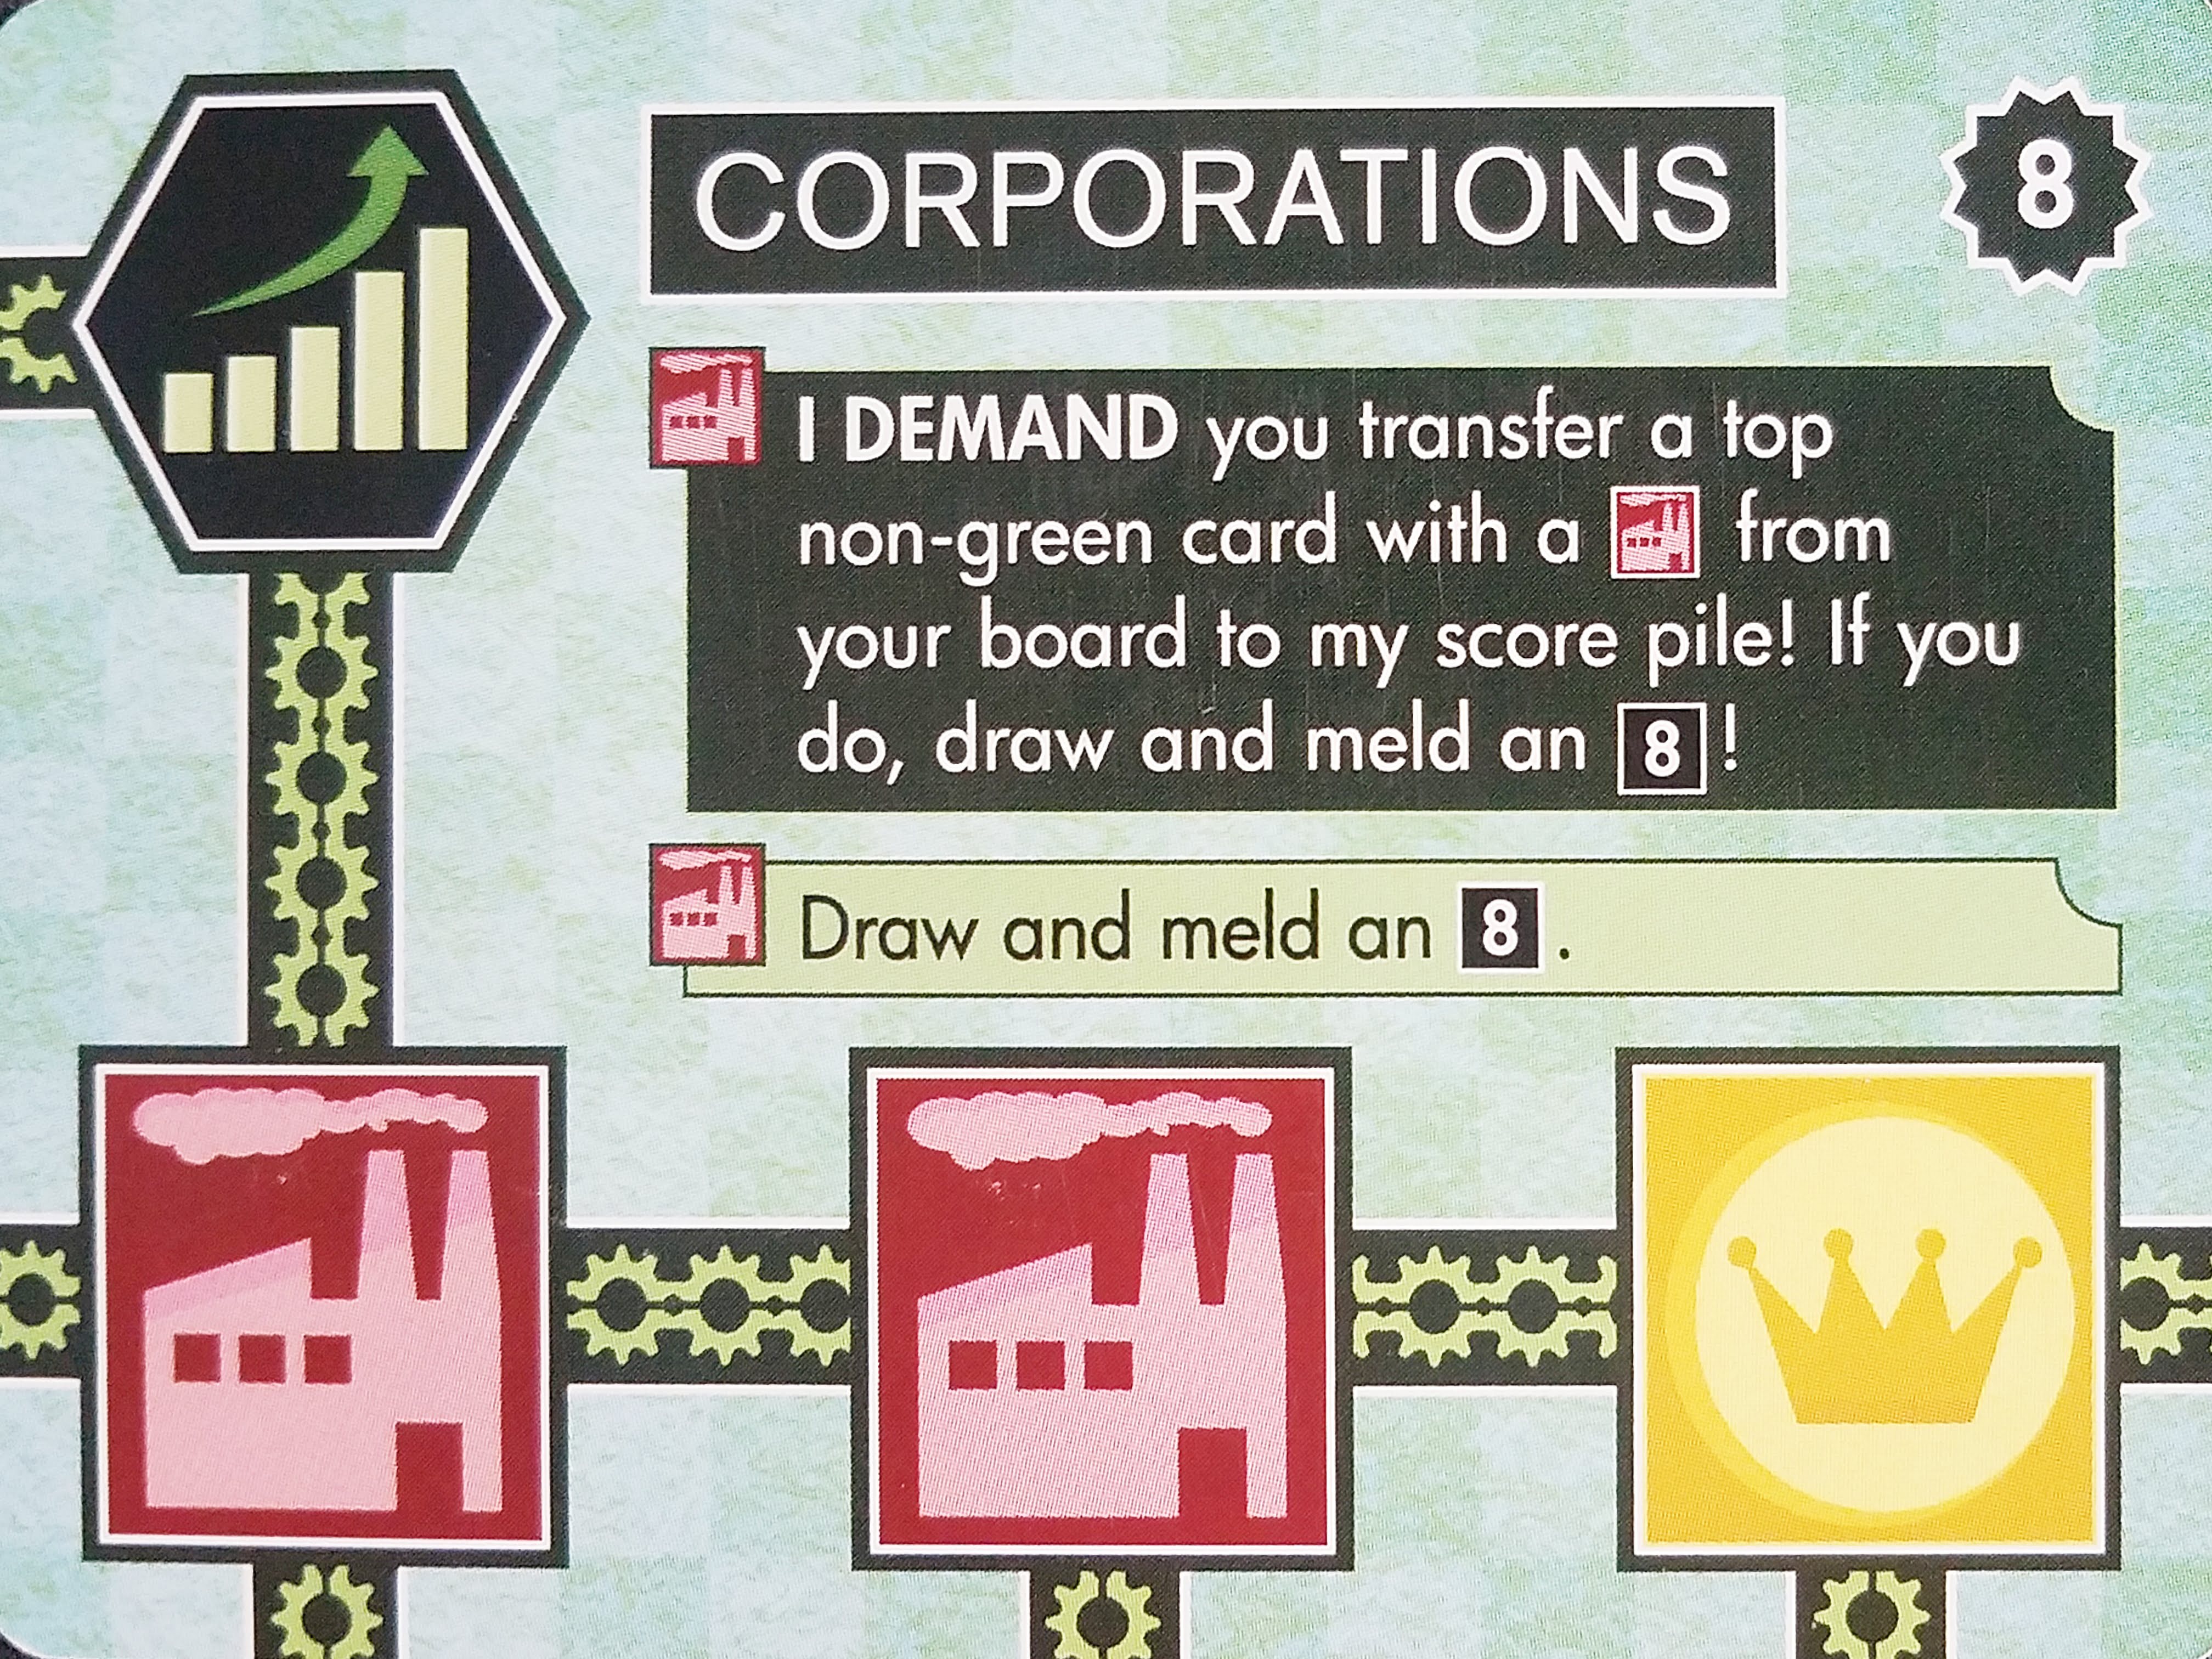 CORPORATIONS
8
I DEMAND you transfer a top
non-green card with a from
your board to my score pile! If you
do, draw and meld an 8!
Draw and meld an 8.